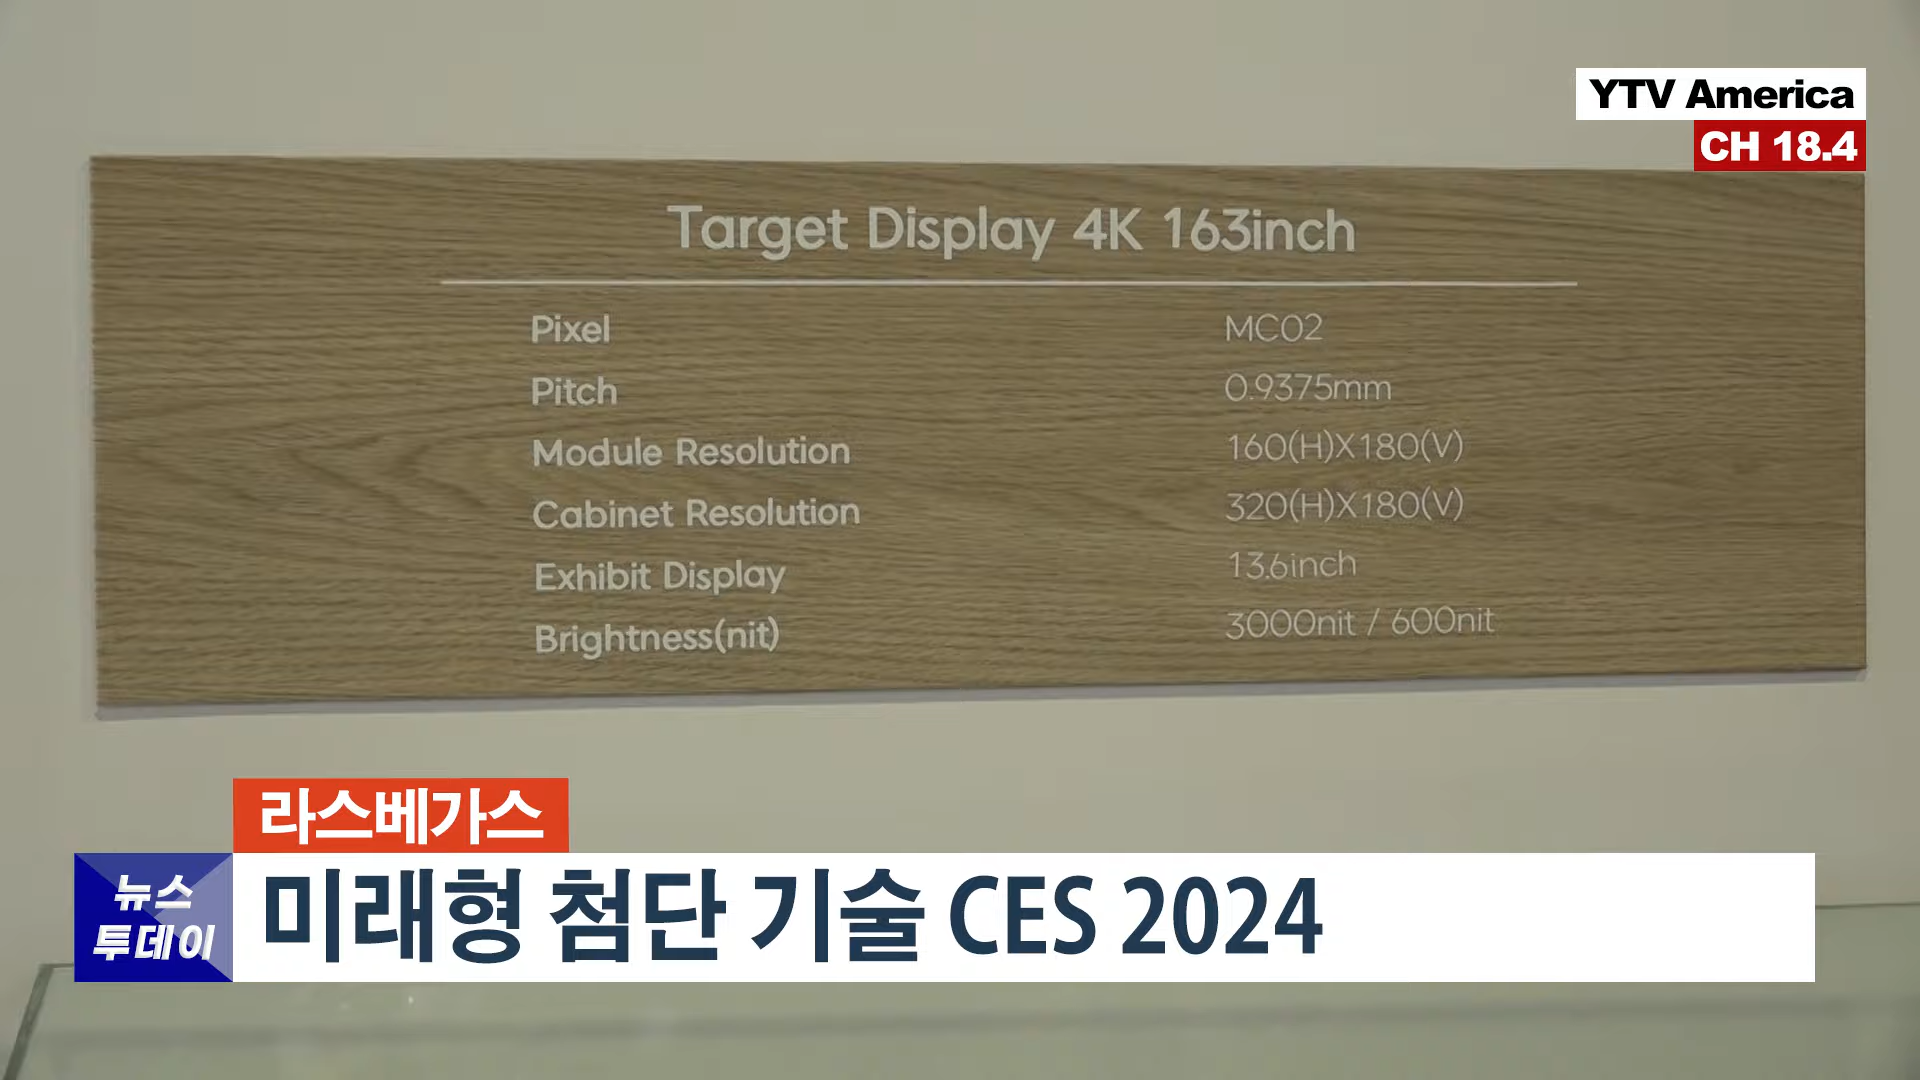 YTV America
CH 18.4
Target Display 4K 163inch
Pixel MC02
Pitch 0.9375mm
Module Resolution 160(H)X180(V)
Cabinet Resolution 320(H)X180(V)
Exhibit Display 13.6inch
Brightness(nit) 3000nit / 600nit
라스베가스
뉴스
투데이
미래형 첨단 기술 CES 2024